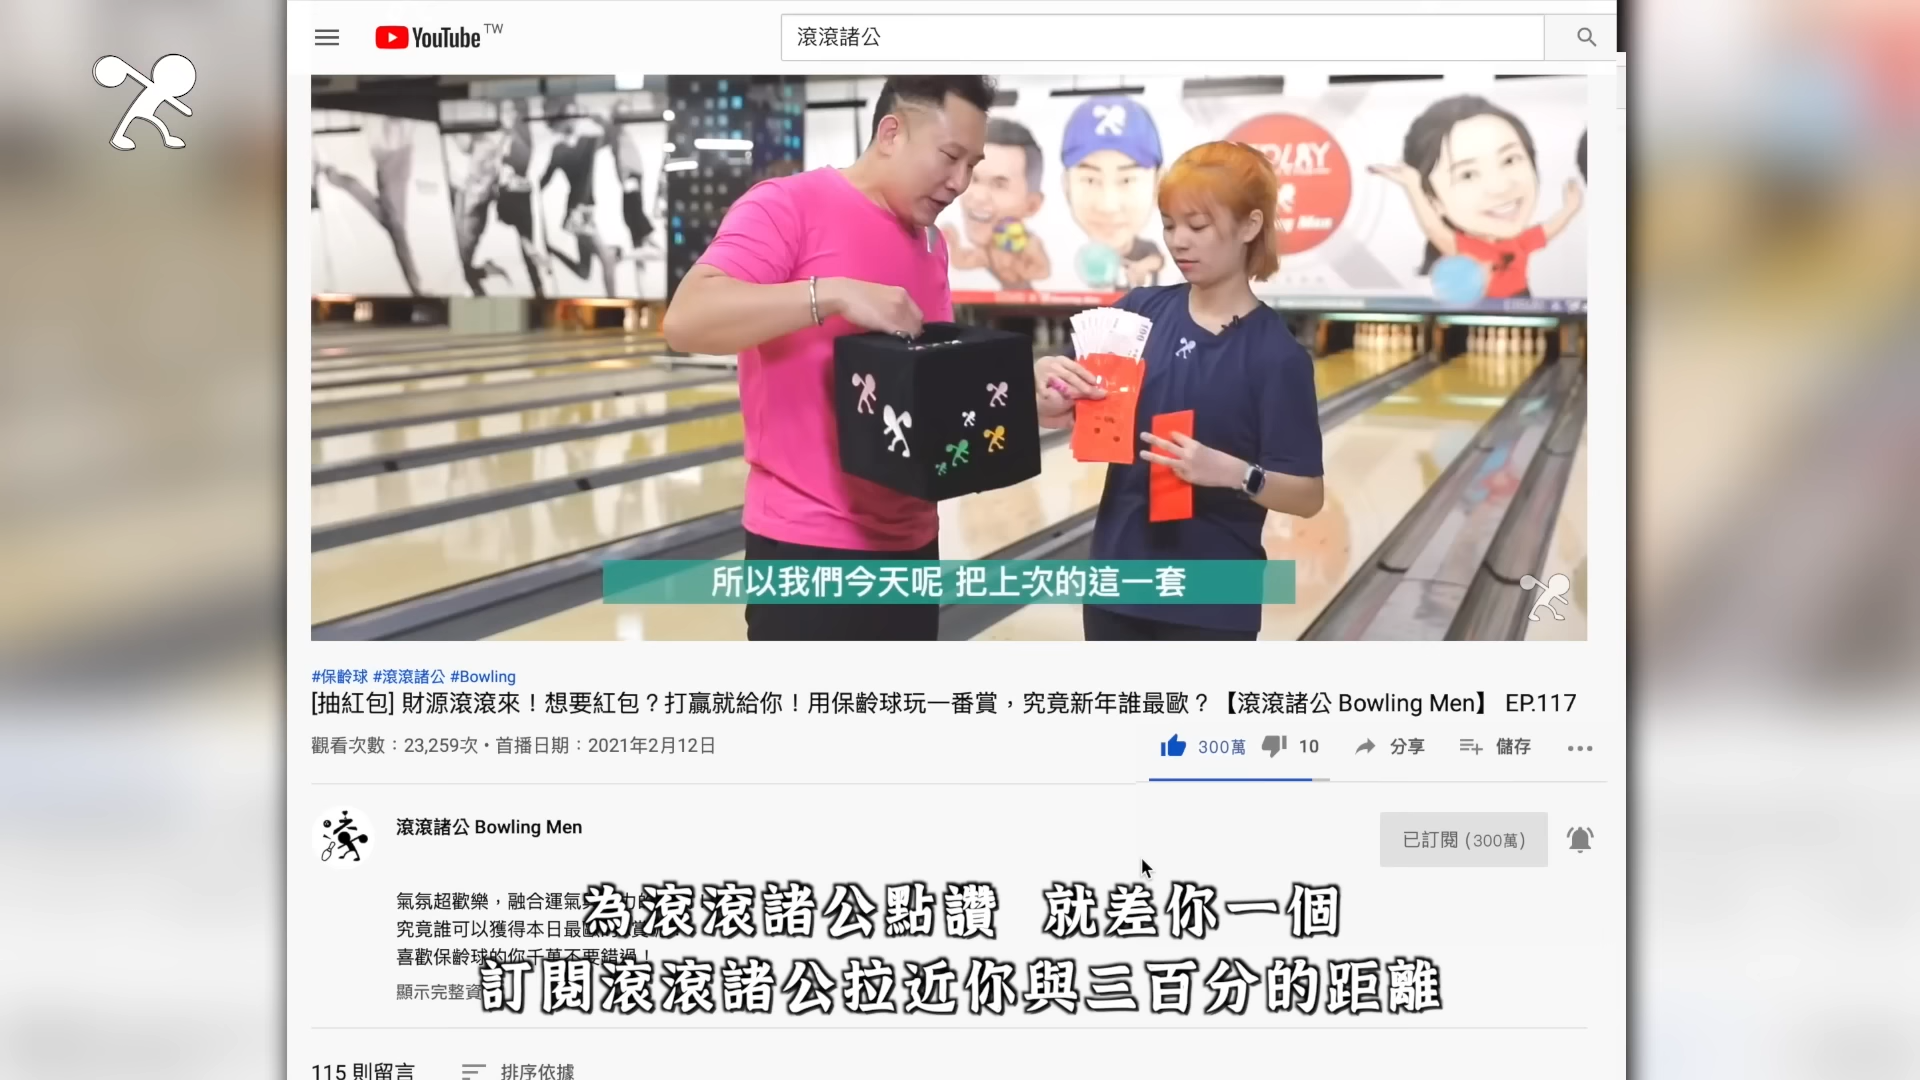 YouTube TW
滾滾諸公
PLAY
100
所以我們今天呢 把上次的這一套
#保齡球 #滾滾諸公 #Bowling
[抽紅包] 財源滾滾來！想要紅包？打贏就給你！用保齡球玩一番賞，究竟新年誰最歐？【滾滾諸公 Bowling Men】 EP.117
觀看次數：23,259次 • 首播日期：2021年2月12日
300萬 10 分享 儲存
滾滾諸公 Bowling Men
已訂閱 (300萬)
氣氛超歡樂，融合運氣
究竟誰可以獲得本日最歐
喜歡保齡球的你千萬不要錯過！
顯示完整資
為滾滾諸公點讚 就差你一個
訂閱滾滾諸公拉近你與三百分的距離
115 則留言 排序依據